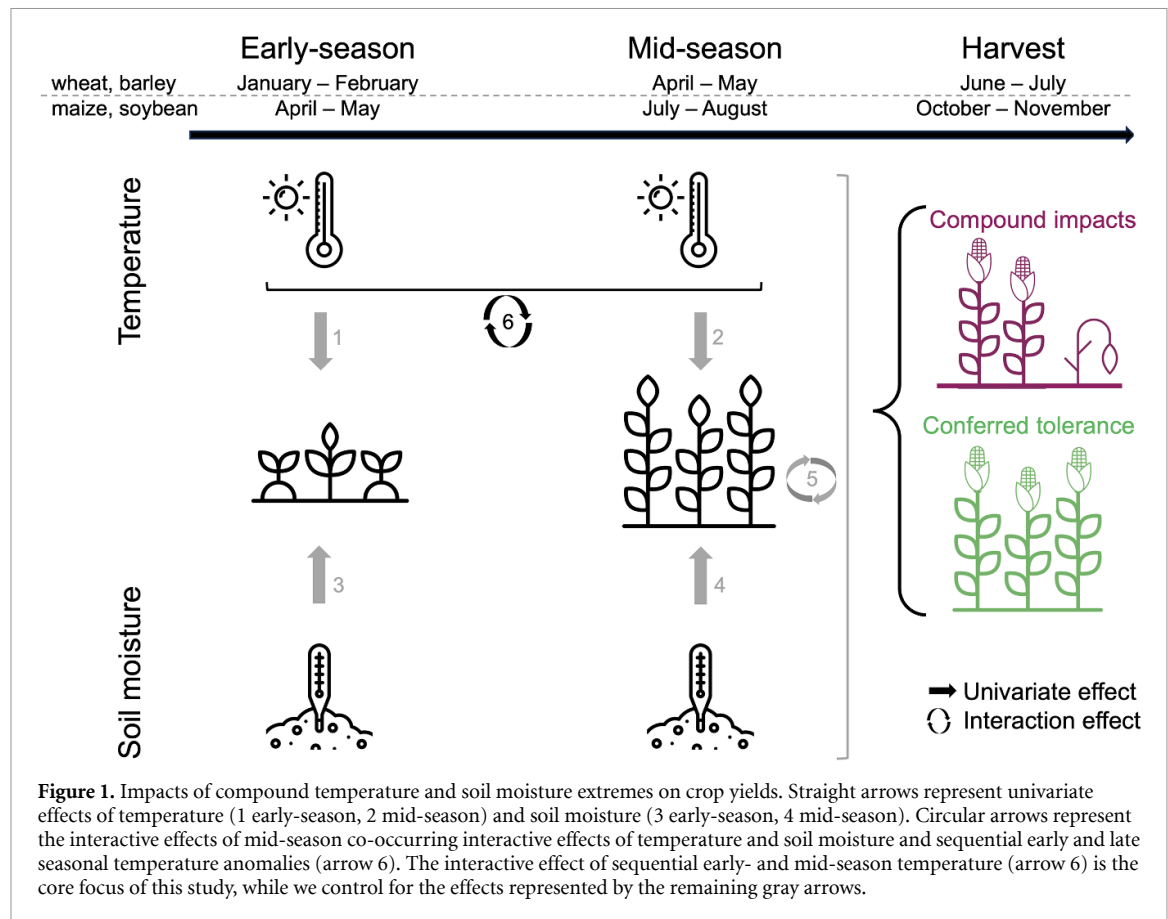 Early-season
Mid-season
Harvest
wheat, barley
January – February
April – May
June – July
maize, soybean
April – May
July – August
October – November
Temperature
6
1
2
Compound impacts
Conferred tolerance
5
3
4
Soil moisture
Univariate effect
Interaction effect
Figure 1. Impacts of compound temperature and soil moisture extremes on crop yields. Straight arrows represent univariate
effects of temperature (1 early-season, 2 mid-season) and soil moisture (3 early-season, 4 mid-season). Circular arrows represent
the interactive effects of mid-season co-occurring interactive effects of temperature and soil moisture and sequential early and late
seasonal temperature anomalies (arrow 6). The interactive effect of sequential early- and mid-season temperature (arrow 6) is the
core focus of this study, while we control for the effects represented by the remaining gray arrows.